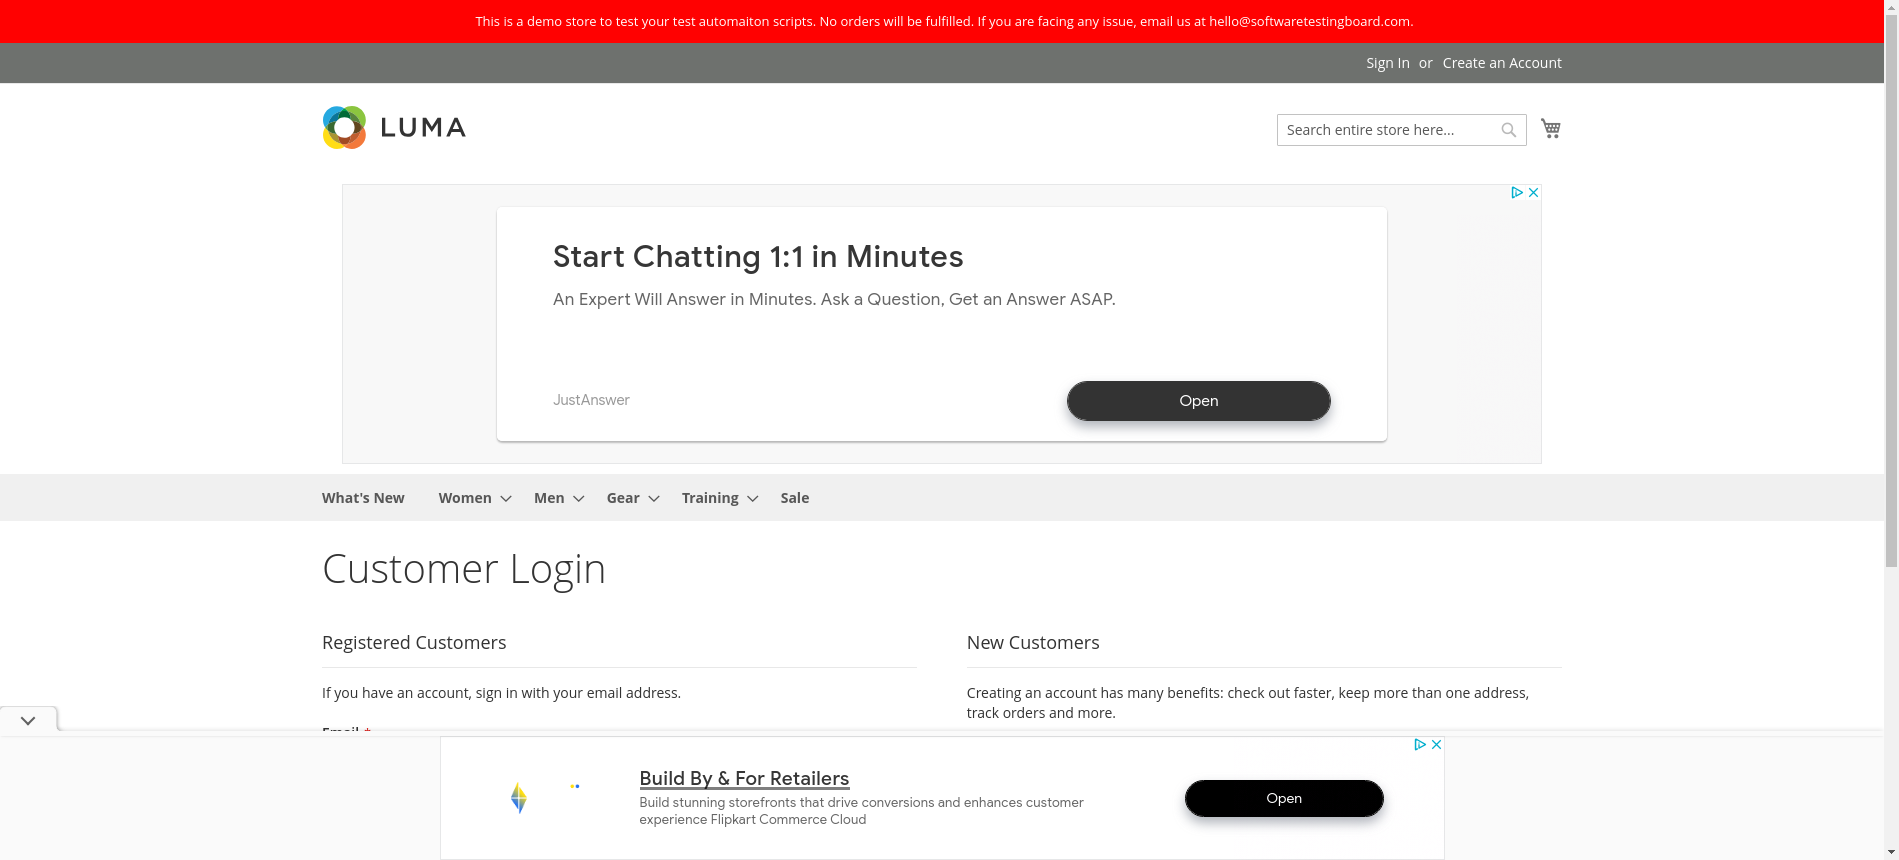 This is a demo store to test your test automaiton scripts. No orders will be fulfilled. If you are facing any issue, email us at hello@softwaretestingboard.com.
Sign In or Create an Account
LUMA
Search entire store here...
Start Chatting 1:1 in Minutes
An Expert Will Answer in Minutes. Ask a Question, Get an Answer ASAP.
JustAnswer
Open
What's New Women Men Gear Training Sale
Customer Login
Registered Customers
If you have an account, sign in with your email address.
Email *
New Customers
Creating an account has many benefits: check out faster, keep more than one address,
track orders and more.
Build By & For Retailers
Build stunning storefronts that drive conversions and enhances customer
experience Flipkart Commerce Cloud
Open